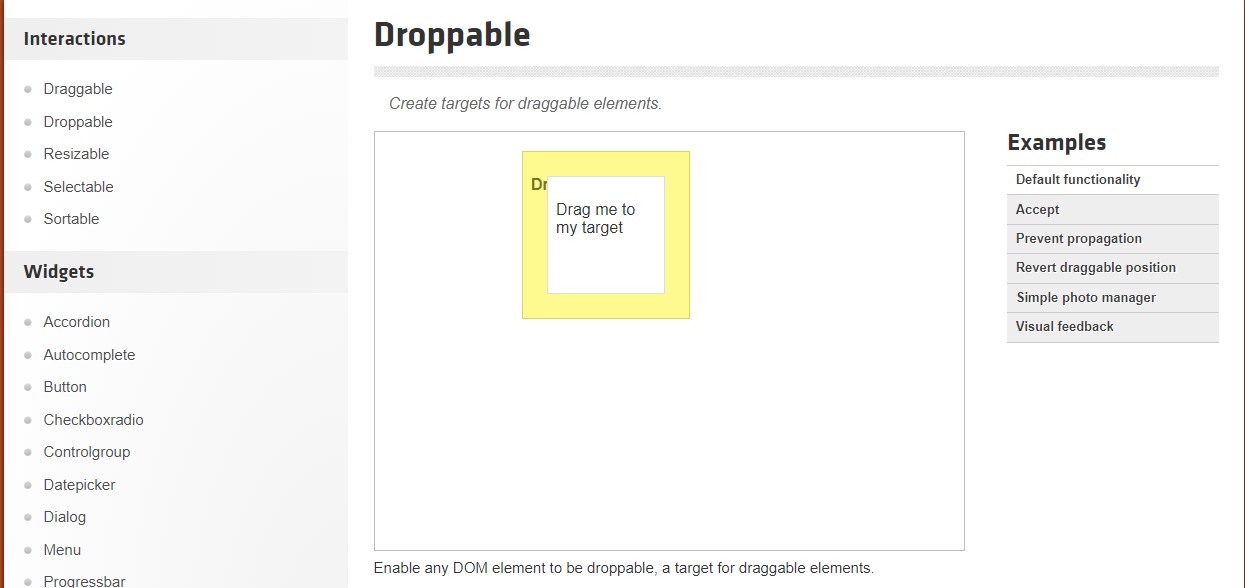 Interactions
Draggable
Droppable
Resizable
Selectable
Sortable
Widgets
Accordion
Autocomplete
Button
Checkboxradio
Controlgroup
Datepicker
Dialog
Menu
Progressbar
Droppable
Create targets for draggable elements.
Dr
Drag me to
my target
Enable any DOM element to be droppable, a target for draggable elements.
Examples
Default functionality
Accept
Prevent propagation
Revert draggable position
Simple photo manager
Visual feedback